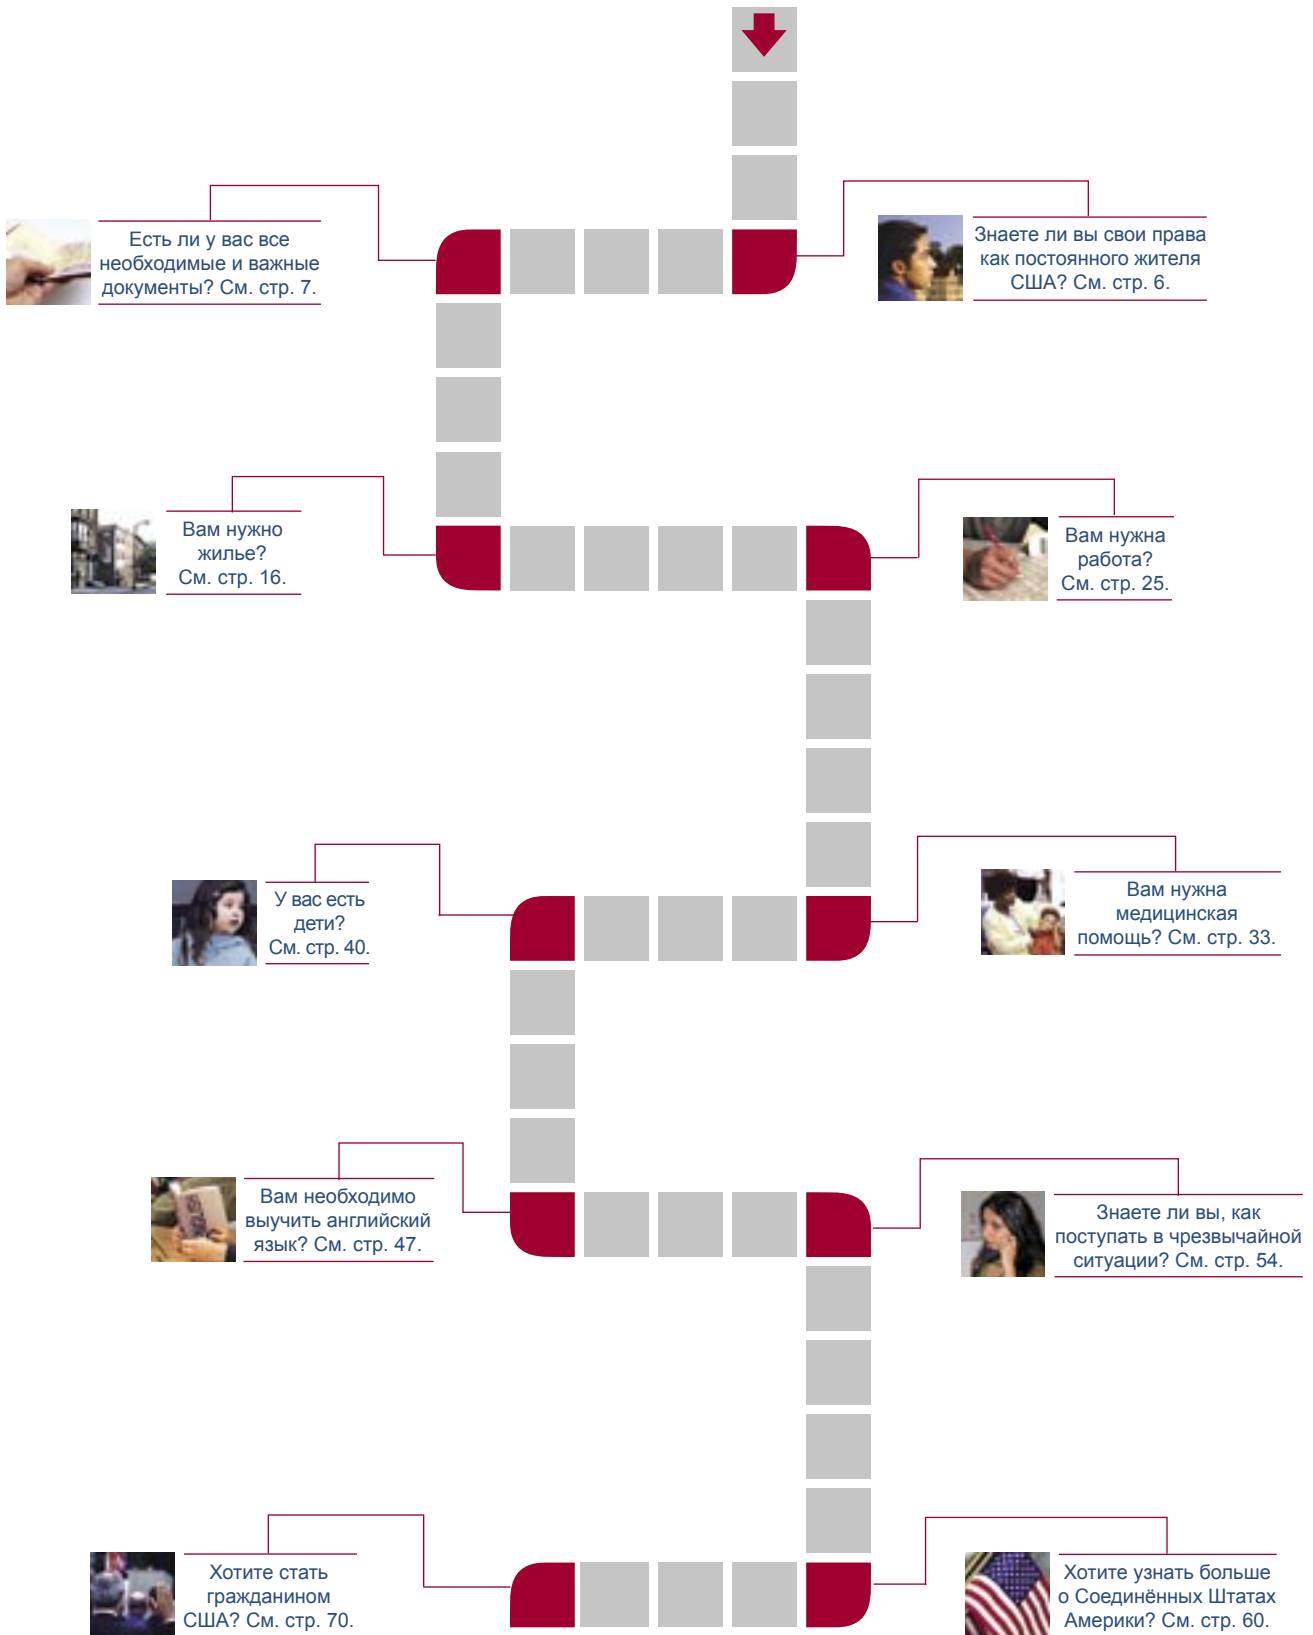 Знаете ли вы свои права
как постоянного жителя
США? См. стр. 6.
Есть ли у вас все
необходимые и важные
документы? См. стр. 7.
Вам нужно
жилье?
См. стр. 16.
Вам нужна
работа?
См. стр. 25.
Вам нужна
медицинская
помощь? См. стр. 33.
У вас есть
дети?
См. стр. 40.
Вам необходимо
выучить английский
язык? См. стр. 47.
Знаете ли вы, как
поступать в чрезвычайной
ситуации? См. стр. 54.
Хотите узнать больше
о Соединённых Штатах
Америки? См. стр. 60.
Хотите стать
гражданином
США? См. стр. 70.